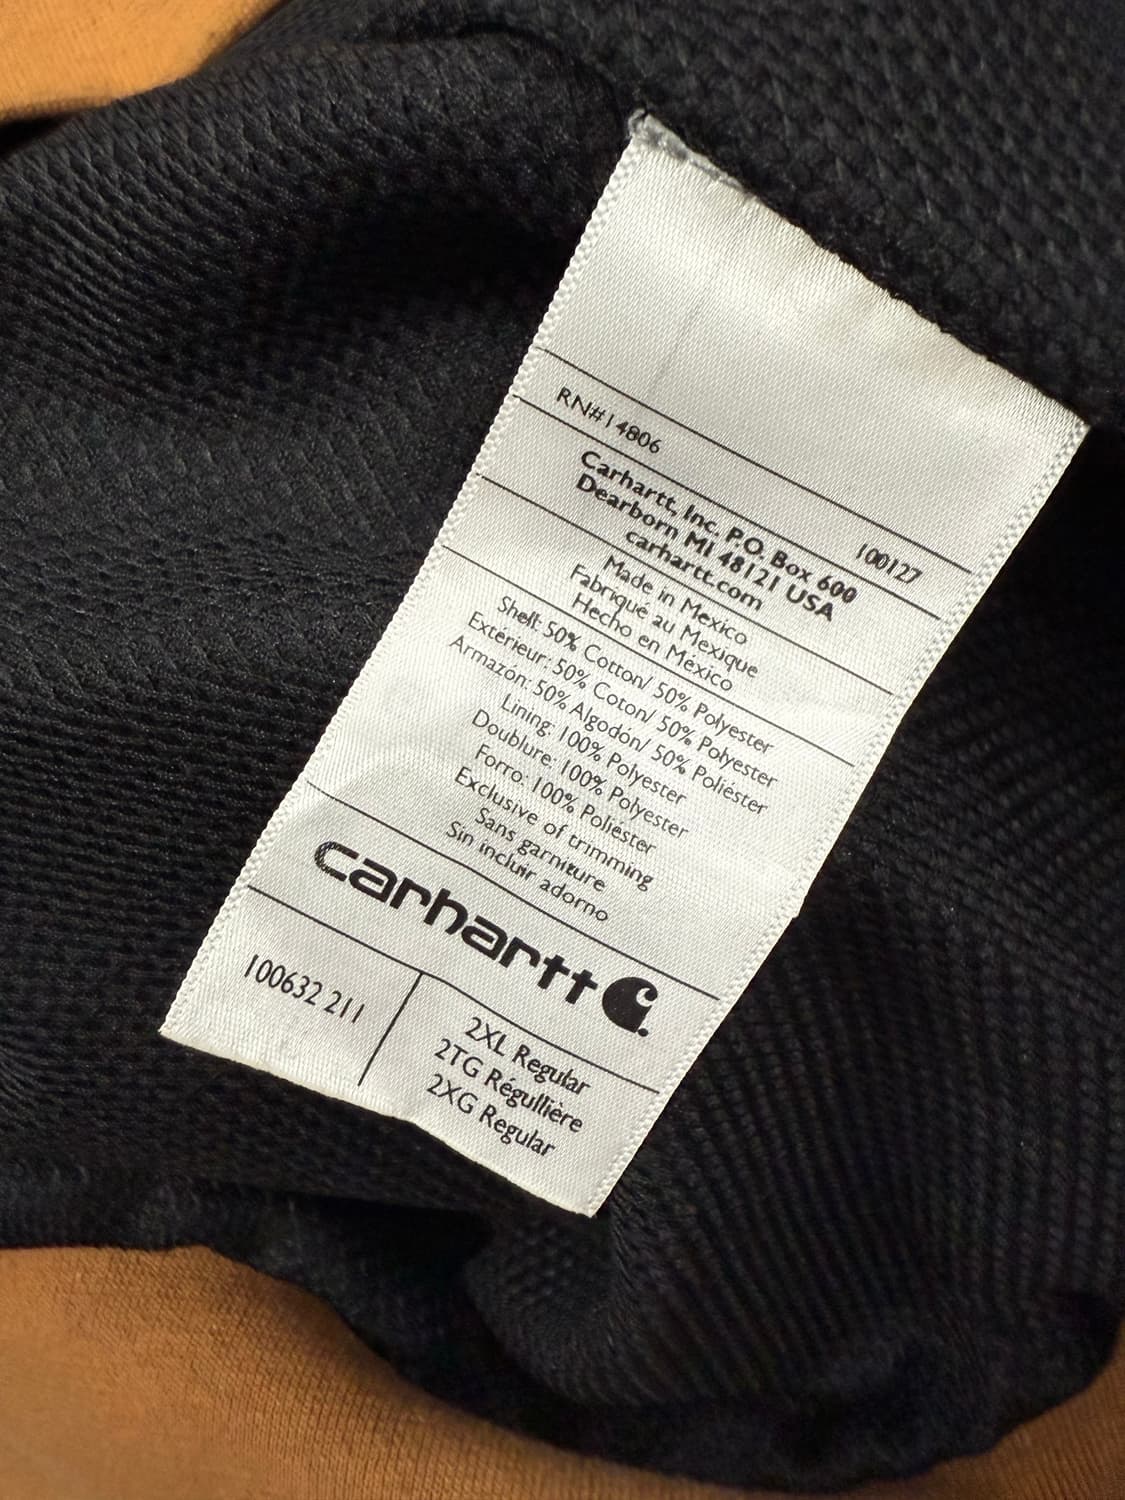 RN#14806 100127
Carhartt, Inc. P.O. Box 600
Dearborn MI 48121 USA
carhartt.com
Made in Mexico
Fabriqué au Mexique
Hecho en México
Shell: 50% Cotton/ 50% Polyester
Extérieur: 50% Coton/ 50% Polyester
Armazón: 50% Algodón/ 50% Poliéster
Lining: 100% Polyester
Doublure: 100% Polyester
Forro: 100% Poliéster
Exclusive of trimming
Sans garniture
Sin incluir adorno
carhartt
100632 211
2XL Regular
2TG Régullière
2XG Regular